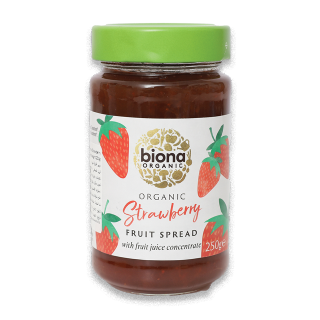 biona
ORGANIC
ORGANIC
Strawberry
FRUIT SPREAD
with fruit juice concentrate
250g℮